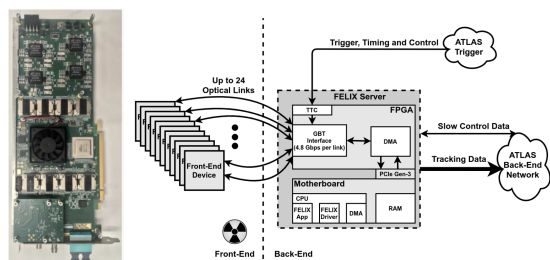 Trigger, Timing and Control
ATLAS
Trigger
Up to 24
Optical Links
FELIX Server
FPGA
TTC
GBT
Interface
(4.8 Gbps per link)
DMA
PCIe Gen-3
Slow Control Data
Tracking Data
ATLAS
Back-End
Network
Front-End
Device
Motherboard
CPU
FELIX
App
FELIX
Driver
DMA
RAM
Front-End
Back-End